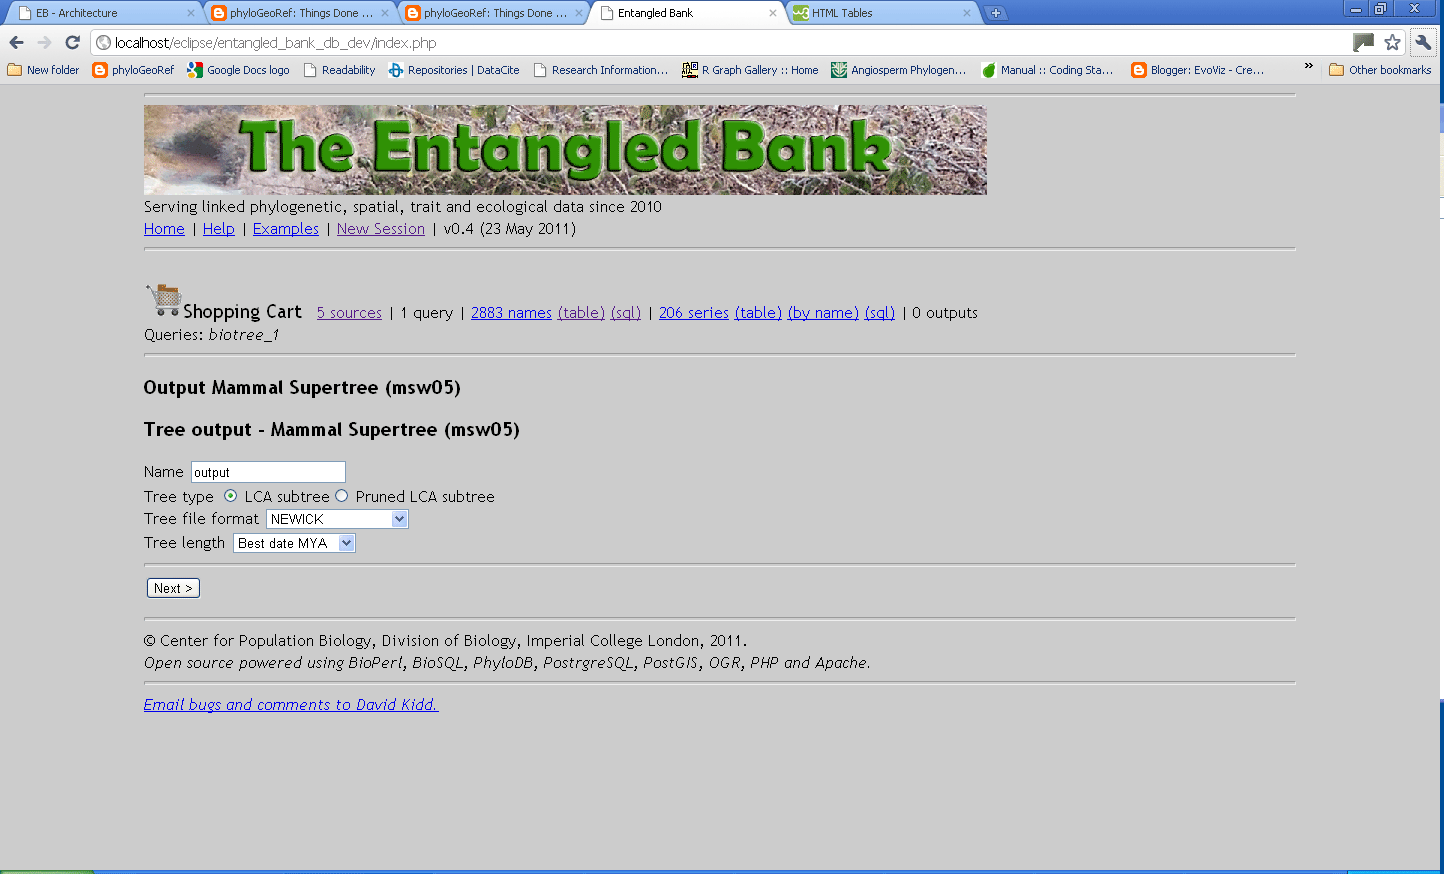 EB - Architecture
phyloGeoRef: Things Done ...
phyloGeoRef: Things Done ...
Entangled Bank
HTML Tables
localhost/eclipse/entangled_bank_db_dev/index.php
New folder
phyloGeoRef
Google Docs logo
Readability
Repositories | DataCite
Research Information...
R Graph Gallery :: Home
Angiosperm Phylogen...
Manual :: Coding Sta...
Blogger: EvoViz - Cre...
»
Other bookmarks
The Entangled Bank
Serving linked phylogenetic, spatial, trait and ecological data since 2010
Home | Help | Examples | New Session | v0.4 (23 May 2011)
Shopping Cart 5 sources | 1 query | 2883 names (table) (sql) | 206 series (table) (by name) (sql) | 0 outputs
Queries: biotree_1
Output Mammal Supertree (msw05)
Tree output - Mammal Supertree (msw05)
Name output
Tree type LCA subtree Pruned LCA subtree
Tree file format NEWICK
Tree length Best date MYA
Next >
© Center for Population Biology, Division of Biology, Imperial College London, 2011.
Open source powered using BioPerl, BioSQL, PhyloDB, PostrgreSQL, PostGIS, OGR, PHP and Apache.
Email bugs and comments to David Kidd.